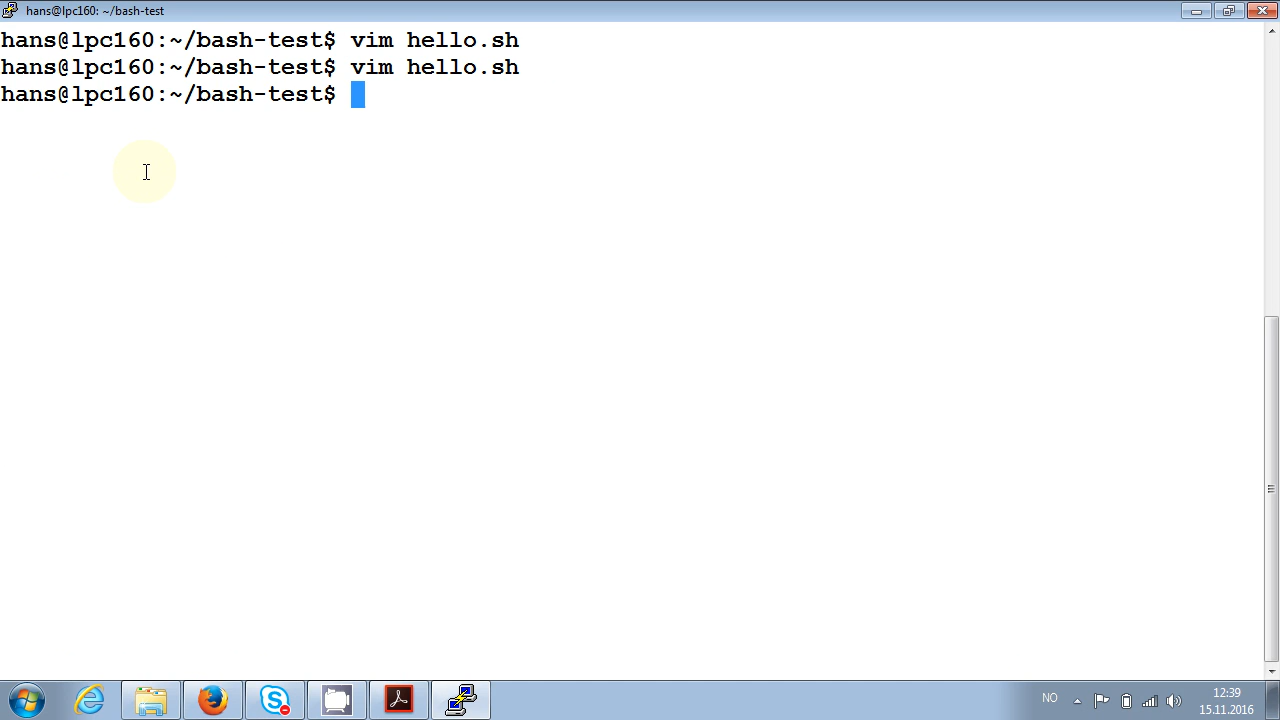 hans@lpc160: ~/bash-test
hans@lpc160:~/bash-test$ vim hello.sh
hans@lpc160:~/bash-test$ vim hello.sh
hans@lpc160:~/bash-test$
NO
12:39
15.11.2016